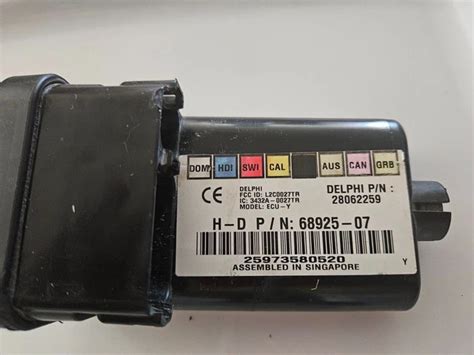 DOM HDI SWI CAL AUS CAN GRB
DELPHI
FCC ID: L2C0027TR
IC: 3432A-0027TR
MODEL: ECU-Y
DELPHI P/N :
28062259
H-D P/N: 68925-07
25973580520
ASSEMBLED IN SINGAPORE
Y